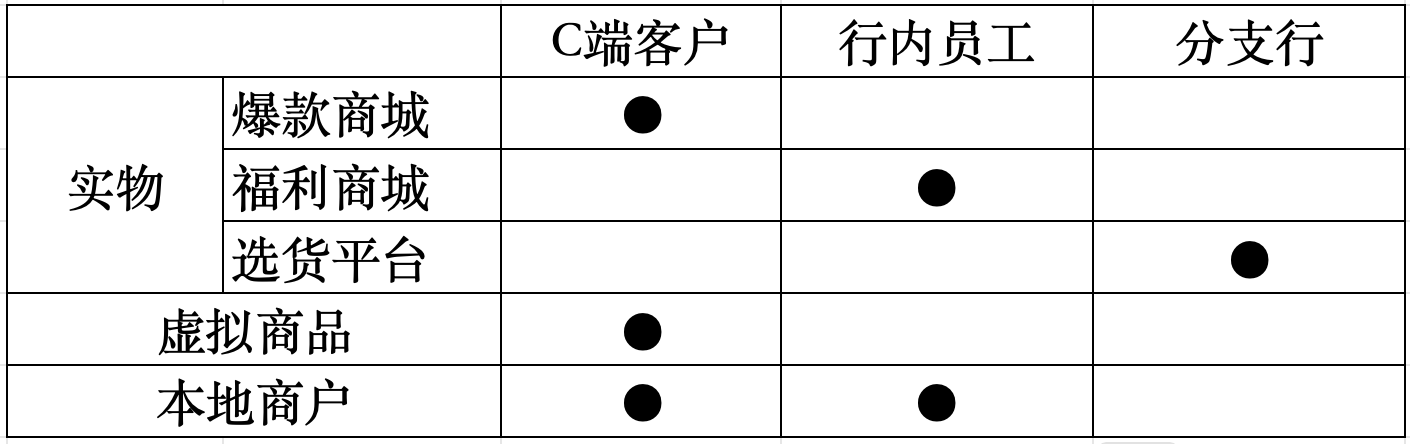 C端客户 行内员工 分支行
爆款商城 ●
实物 福利商城 ●
选货平台 ●
虚拟商品 ●
本地商户 ● ●